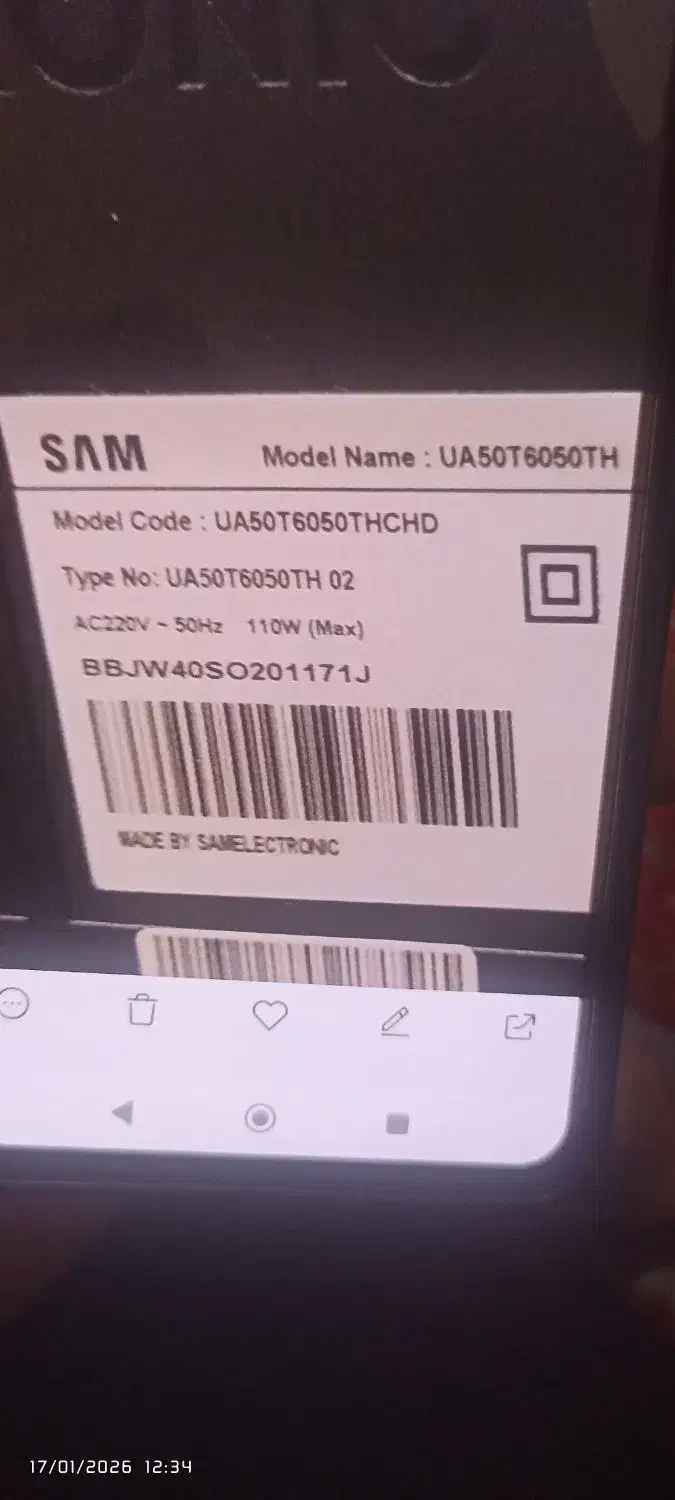 ONIC
SAM
Model Name : UA50T6050TH
Model Code : UA50T6050THCHD
Type No: UA50T6050TH 02
AC220V ~ 50Hz 110W (Max)
BBJW40SO201171J
MADE BY SAMELECTRONIC
17/01/2026 12:34